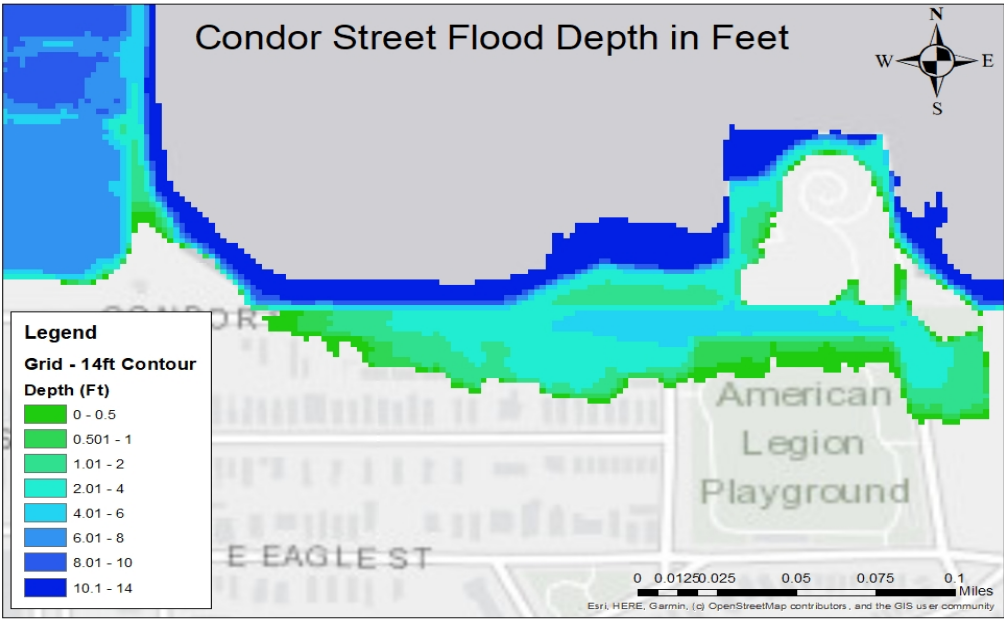 Condor Street Flood Depth in Feet
N
W E
S
CONDOR
Legend
Grid - 14ft Contour
Depth (Ft)
0 - 0.5
0.501 - 1
1.01 - 2
2.01 - 4
4.01 - 6
6.01 - 8
8.01 - 10
10.1 - 14
American
Legion
Playground
E EAGLE ST
0 0.01250.025 0.05 0.075 0.1
Miles
Esri, HERE, Garmin, (c) OpenStreetMap contributors, and the GIS user community